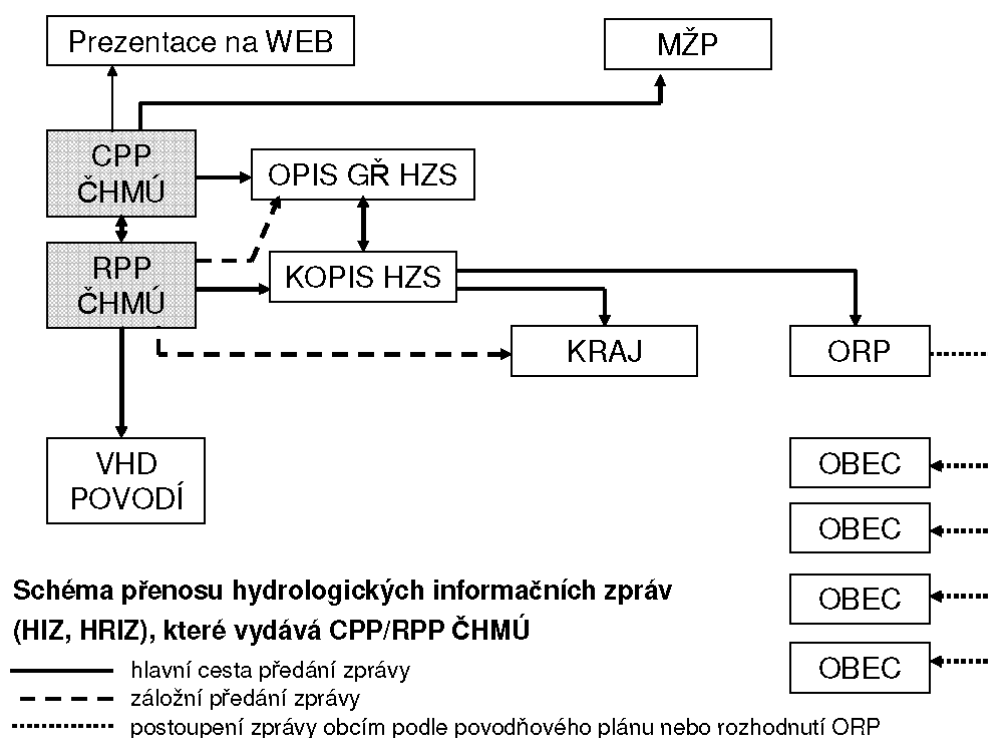 Prezentace na WEB
MŽP
CPP
ČHMÚ
OPIS GŘ HZS
RPP
ČHMÚ
KOPIS HZS
KRAJ
ORP
VHD
POVODÍ
OBEC
OBEC
OBEC
OBEC
Schéma přenosu hydrologických informačních zpráv
(HIZ, HRIZ), které vydává CPP/RPP ČHMÚ
hlavní cesta předání zprávy
záložní předání zprávy
postoupení zprávy obcím podle povodňového plánu nebo rozhodnutí ORP